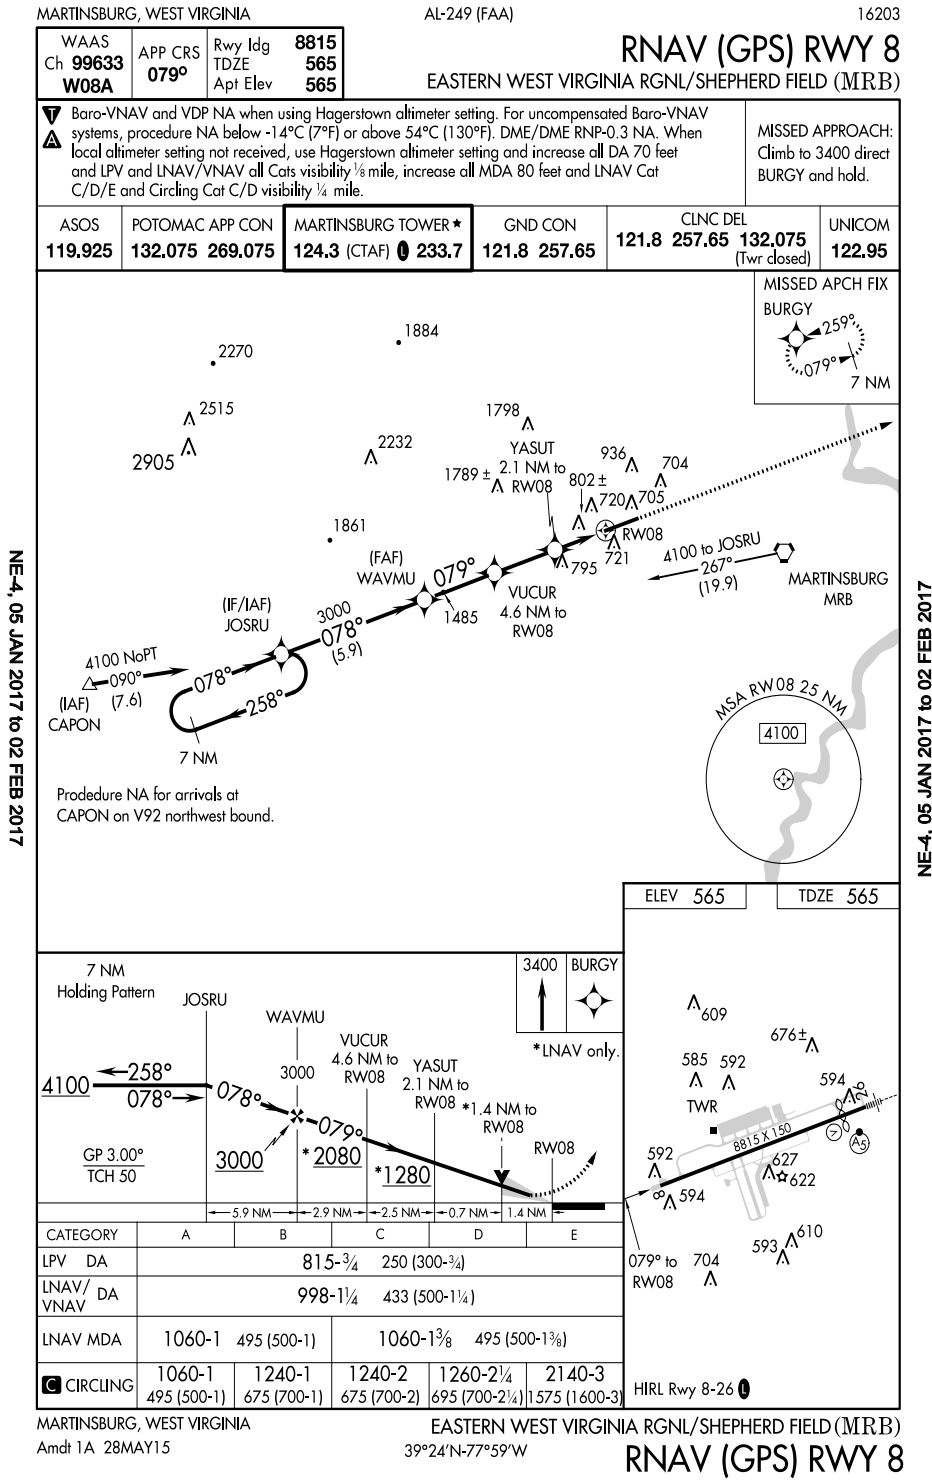 MARTINSBURG, WEST VIRGINIA
AL-249 (FAA)
16203
WAAS
Ch 99633
W08A
APP CRS
079°
Rwy ldg 8815
TDZE 565
Apt Elev 565
RNAV (GPS) RWY 8
EASTERN WEST VIRGINIA RGNL/SHEPHERD FIELD (MRB)
T
A
Baro-VNAV and VDP NA when using Hagerstown altimeter setting. For uncompensated Baro-VNAV
systems, procedure NA below -14°C (7°F) or above 54°C (130°F). DME/DME RNP-0.3 NA. When
local altimeter setting not received, use Hagerstown altimeter setting and increase all DA 70 feet
and LPV and LNAV/VNAV all Cats visibility ⅛ mile, increase all MDA 80 feet and LNAV Cat
C/D/E and Circling Cat C/D visibility ¼ mile.
MISSED APPROACH:
Climb to 3400 direct
BURGY and hold.
ASOS
119.925
POTOMAC APP CON
132.075 269.075
MARTINSBURG TOWER★
124.3 (CTAF) L 233.7
GND CON
121.8 257.65
CLNC DEL
121.8 257.65 132.075
(Twr closed)
UNICOM
122.95
MISSED APCH FIX
BURGY
259°
079°
7 NM
1884
2270
2515
2905
2232
1798
1789 ±
YASUT
2.1 NM to
RW08
936
704
802 ±
720
705
RW08
721
795
1861
(FAF)
WAVMU
079°
VUCUR
4.6 NM to
RW08
1485
4100 to JOSRU
267°
(19.9)
MARTINSBURG
MRB
(IF/IAF)
JOSRU
3000
078°
(5.9)
4100 NoPT
090°
(7.6)
(IAF)
CAPON
078°
258°
7 NM
Prodedure NA for arrivals at
CAPON on V92 northwest bound.
MSA RW08 25 NM
4100
NE-4, 05 JAN 2017 to 02 FEB 2017
NE-4, 05 JAN 2017 to 02 FEB 2017
ELEV 565
TDZE 565
7 NM
Holding Pattern
JOSRU
WAVMU
3000
VUCUR
4.6 NM to
RW08
YASUT
2.1 NM to
RW08
*1.4 NM to
RW08
RW08
3400
BURGY
*LNAV only.
4100
258°
078°
078°
079°
3000
*2080
*1280
GP 3.00°
TCH 50
5.9 NM
2.9 NM
2.5 NM
0.7 NM
1.4 NM
CATEGORY A B C D E
LPV DA 815-¾ 250 (300-¾)
LNAV/
VNAV DA 998-1¼ 433 (500-1¼)
LNAV MDA 1060-1 495 (500-1) 1060-1⅜ 495 (500-1⅜)
C CIRCLING
1060-1
495 (500-1)
1240-1
675 (700-1)
1240-2
675 (700-2)
1260-2¼
695 (700-2¼)
2140-3
1575 (1600-3)
609
676±
585
592
594
26
TWR
8815 X 150
V
A5
592
8
594
627
622
610
593
704
079° to
RW08
HIRL Rwy 8-26 L
MARTINSBURG, WEST VIRGINIA
Amdt 1A 28MAY15
39°24'N-77°59'W
EASTERN WEST VIRGINIA RGNL/SHEPHERD FIELD (MRB)
RNAV (GPS) RWY 8